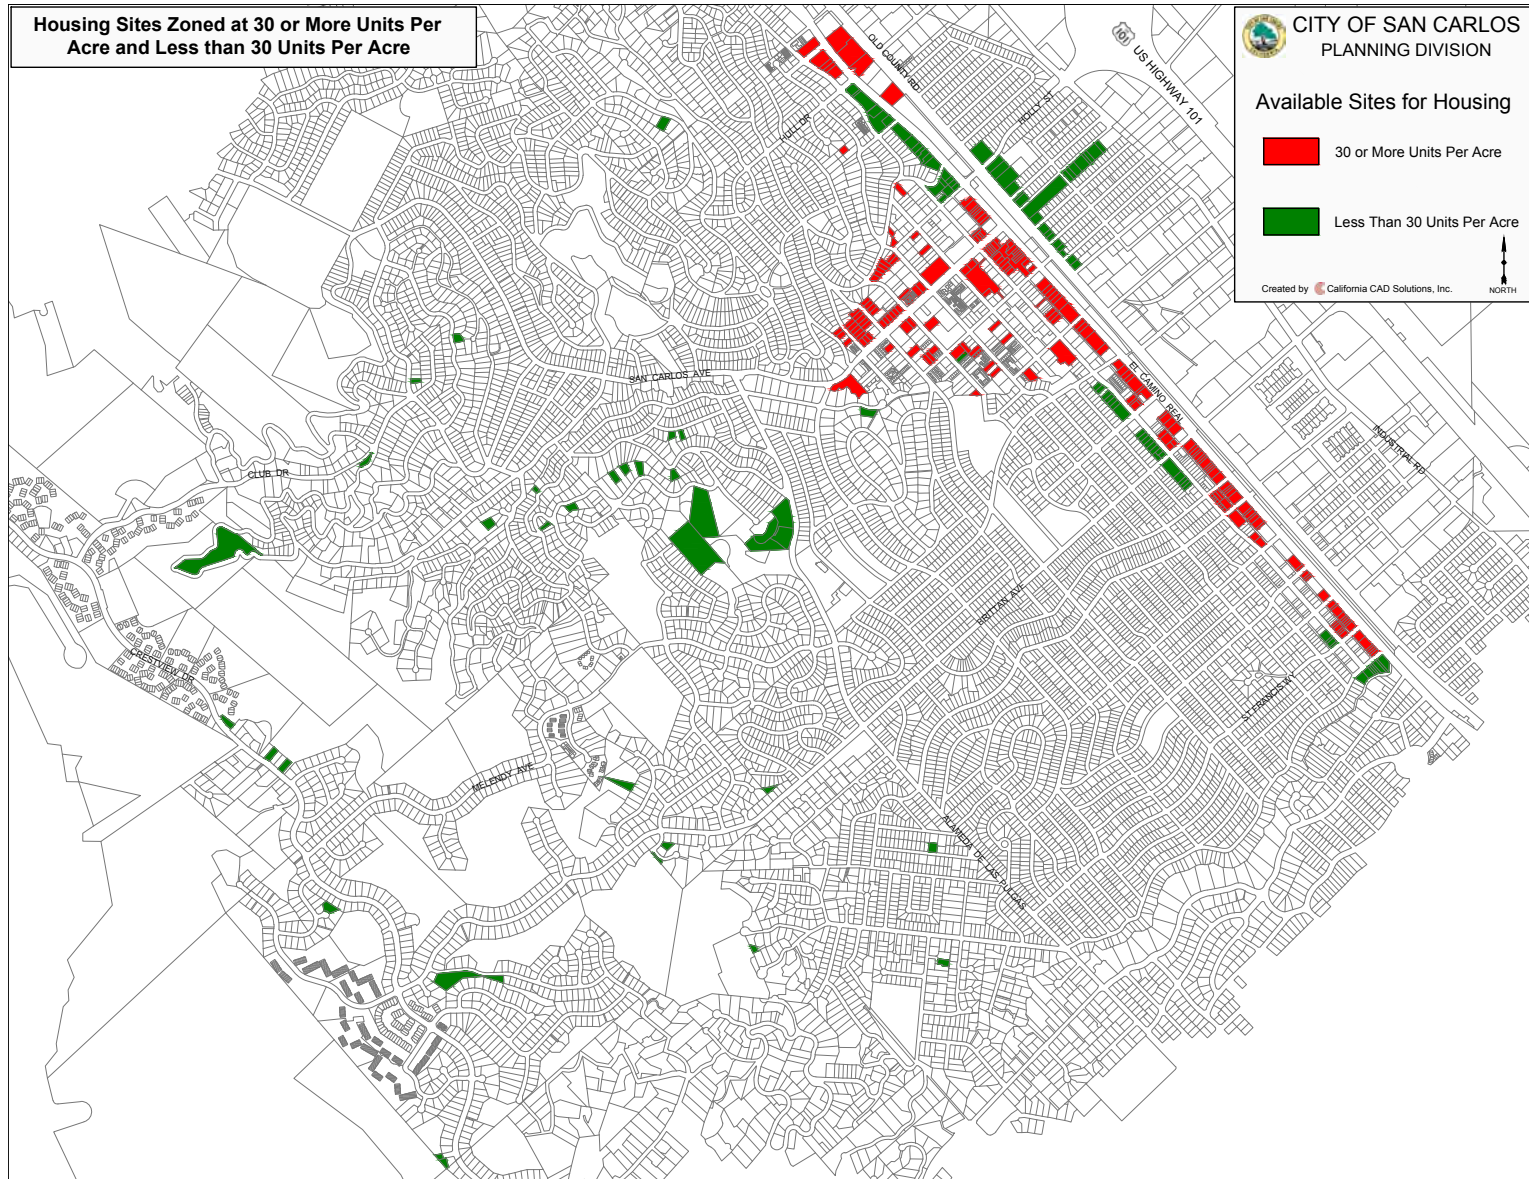 Housing Sites Zoned at 30 or More Units Per
Acre and Less than 30 Units Per Acre
CITY OF SAN CARLOS
PLANNING DIVISION
Available Sites for Housing
30 or More Units Per Acre
Less Than 30 Units Per Acre
Created by California CAD Solutions, Inc.
NORTH
101
US HIGHWAY 101
OLD COUNTY RD
HOLLY ST
HULL DR
SAN CARLOS AVE
EL CAMINO REAL
INDUSTRIAL RD
CLUB DR
BRITTAN AVE
CRESTVIEW DR
S. FRANCIS WY
MELENDY AVE
ALAMEDA DE LAS PULGAS